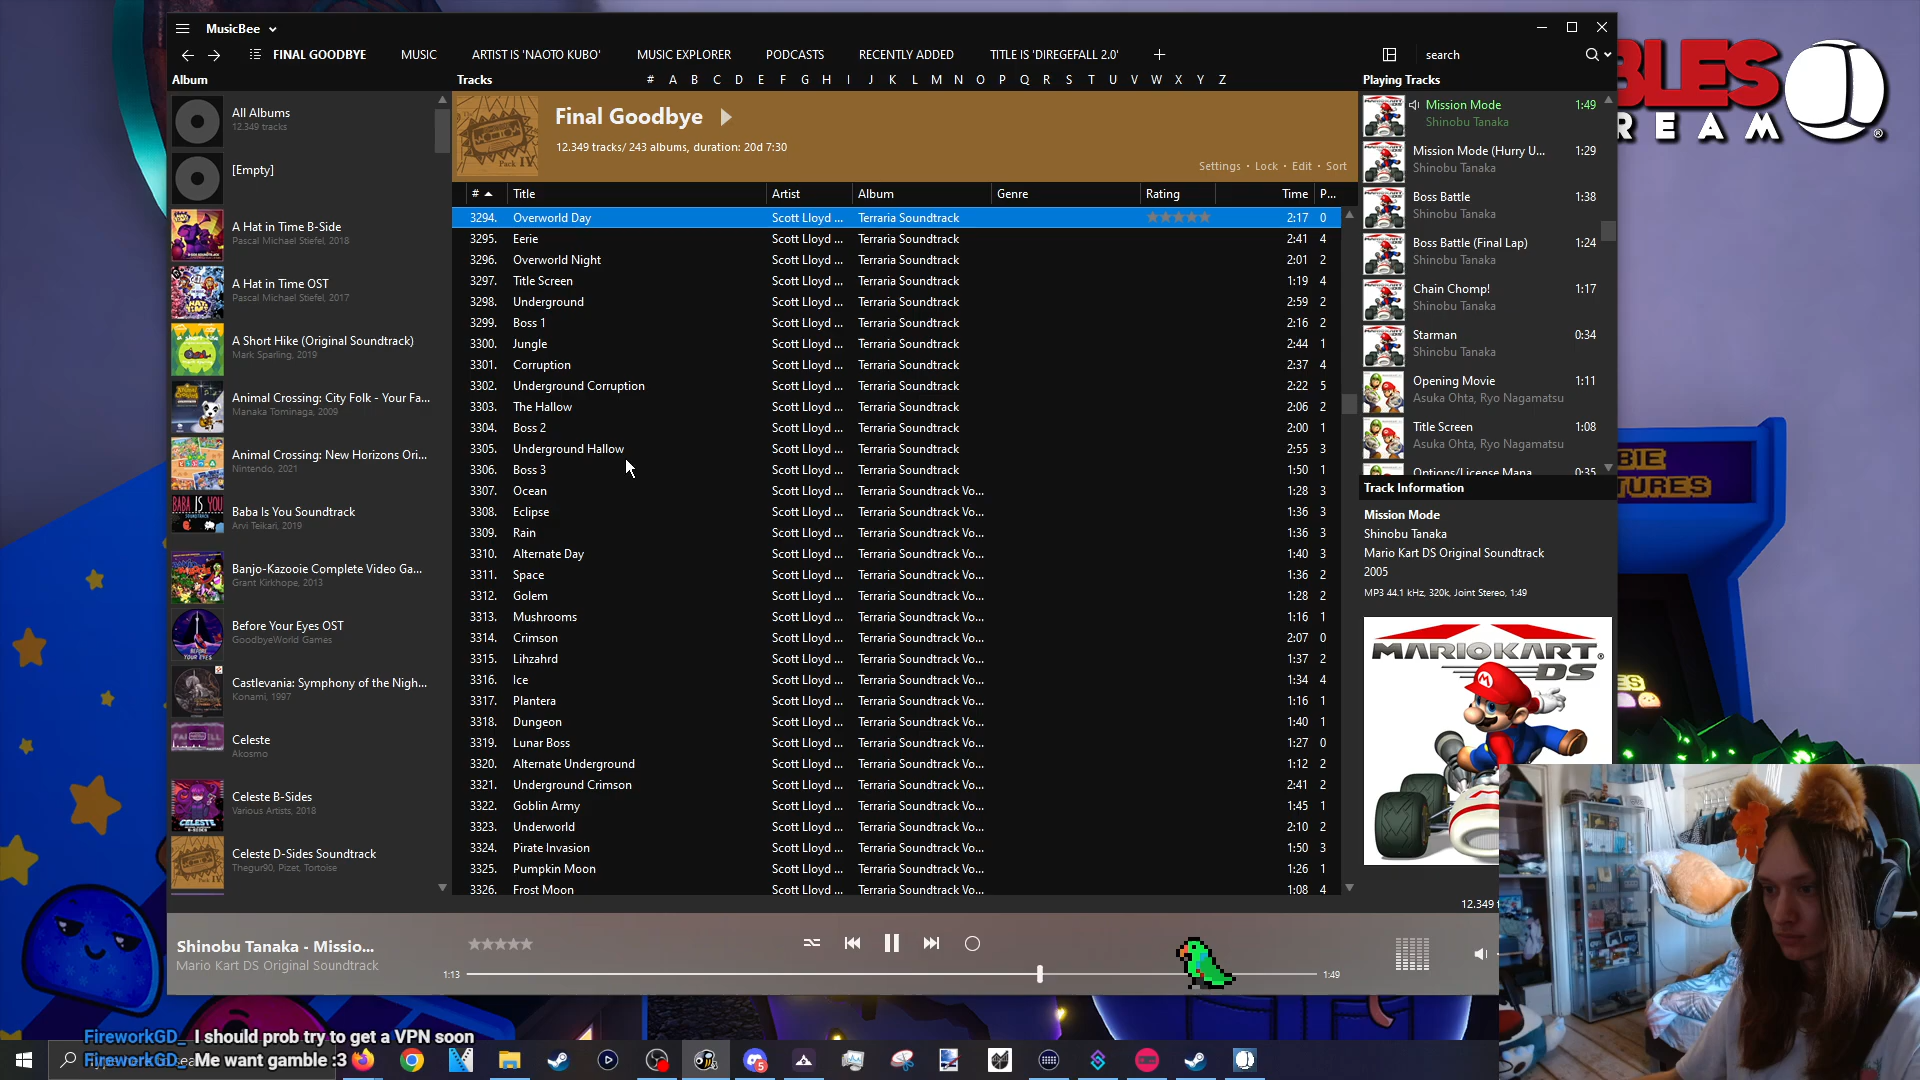 MusicBee
FINAL GOODBYE
MUSIC
ARTIST IS 'NAOTO KUBO'
MUSIC EXPLORER
PODCASTS
RECENTLY ADDED
TITLE IS 'DIREGEFALL 2.0'
search
Album
Tracks
# A B C D E F G H I J K L M N O P Q R S T U V W X Y Z
Playing Tracks
All Albums
12.349 tracks
[Empty]
A Hat in Time B-Side
Pascal Michael Stiefel, 2018
A Hat in Time OST
Pascal Michael Stiefel, 2017
A Short Hike (Original Soundtrack)
Mark Sparling, 2019
Animal Crossing: City Folk - Your Fa...
Manaka Tominaga, 2009
Animal Crossing: New Horizons Ori...
Nintendo, 2021
Baba Is You Soundtrack
Arvi Teikari, 2019
Banjo-Kazooie Complete Video Ga...
Grant Kirkhope, 2013
Before Your Eyes OST
GoodbyeWorld Games
Castlevania: Symphony of the Nigh...
Konami, 1997
Celeste
Akosmo
Celeste B-Sides
Various Artists, 2018
Celeste D-Sides Soundtrack
Thegur90, Pizet, Tortoise
Pack IV
Final Goodbye
12.349 tracks/ 243 albums, duration: 20d 7:30
Settings • Lock • Edit • Sort
# Title Artist Album Genre Rating Time P...
3294. Overworld Day Scott Lloyd ... Terraria Soundtrack 2:17 0
3295. Eerie Scott Lloyd ... Terraria Soundtrack 2:41 4
3296. Overworld Night Scott Lloyd ... Terraria Soundtrack 2:01 2
3297. Title Screen Scott Lloyd ... Terraria Soundtrack 1:19 4
3298. Underground Scott Lloyd ... Terraria Soundtrack 2:59 2
3299. Boss 1 Scott Lloyd ... Terraria Soundtrack 2:16 2
3300. Jungle Scott Lloyd ... Terraria Soundtrack 2:44 1
3301. Corruption Scott Lloyd ... Terraria Soundtrack 2:37 4
3302. Underground Corruption Scott Lloyd ... Terraria Soundtrack 2:22 5
3303. The Hallow Scott Lloyd ... Terraria Soundtrack 2:06 2
3304. Boss 2 Scott Lloyd ... Terraria Soundtrack 2:00 1
3305. Underground Hallow Scott Lloyd ... Terraria Soundtrack 2:55 3
3306. Boss 3 Scott Lloyd ... Terraria Soundtrack 1:50 1
3307. Ocean Scott Lloyd ... Terraria Soundtrack Vo... 1:28 3
3308. Eclipse Scott Lloyd ... Terraria Soundtrack Vo... 1:36 3
3309. Rain Scott Lloyd ... Terraria Soundtrack Vo... 1:36 3
3310. Alternate Day Scott Lloyd ... Terraria Soundtrack Vo... 1:40 3
3311. Space Scott Lloyd ... Terraria Soundtrack Vo... 1:36 2
3312. Golem Scott Lloyd ... Terraria Soundtrack Vo... 1:28 2
3313. Mushrooms Scott Lloyd ... Terraria Soundtrack Vo... 1:16 1
3314. Crimson Scott Lloyd ... Terraria Soundtrack Vo... 2:07 0
3315. Lihzahrd Scott Lloyd ... Terraria Soundtrack Vo... 1:37 2
3316. Ice Scott Lloyd ... Terraria Soundtrack Vo... 1:34 4
3317. Plantera Scott Lloyd ... Terraria Soundtrack Vo... 1:16 1
3318. Dungeon Scott Lloyd ... Terraria Soundtrack Vo... 1:40 1
3319. Lunar Boss Scott Lloyd ... Terraria Soundtrack Vo... 1:27 0
3320. Alternate Underground Scott Lloyd ... Terraria Soundtrack Vo... 1:12 2
3321. Underground Crimson Scott Lloyd ... Terraria Soundtrack Vo... 2:41 2
3322. Goblin Army Scott Lloyd ... Terraria Soundtrack Vo... 1:45 1
3323. Underworld Scott Lloyd ... Terraria Soundtrack Vo... 2:10 2
3324. Pirate Invasion Scott Lloyd ... Terraria Soundtrack Vo... 1:50 3
3325. Pumpkin Moon Scott Lloyd ... Terraria Soundtrack Vo... 1:26 1
3326. Frost Moon Scott Lloyd ... Terraria Soundtrack Vo... 1:08 4
Mission Mode 1:49
Shinobu Tanaka
Mission Mode (Hurry U... 1:29
Shinobu Tanaka
Boss Battle 1:38
Shinobu Tanaka
Boss Battle (Final Lap) 1:24
Shinobu Tanaka
Chain Chomp! 1:17
Shinobu Tanaka
Starman 0:34
Shinobu Tanaka
Opening Movie 1:11
Asuka Ohta, Ryo Nagamatsu
Title Screen 1:08
Asuka Ohta, Ryo Nagamatsu
Options/License Mana... 0:35
Track Information
Mission Mode
Shinobu Tanaka
Mario Kart DS Original Soundtrack
2005
MP3 44.1 kHz, 320k, Joint Stereo, 1:49
MARIOKART
DS
12.349 t
Shinobu Tanaka - Missio...
Mario Kart DS Original Soundtrack
1:13
1:49
BLES
REAM
BIE
TURES
FireworkGD_ I should prob try to get a VPN soon
FireworkGD_ Me want gamble :3